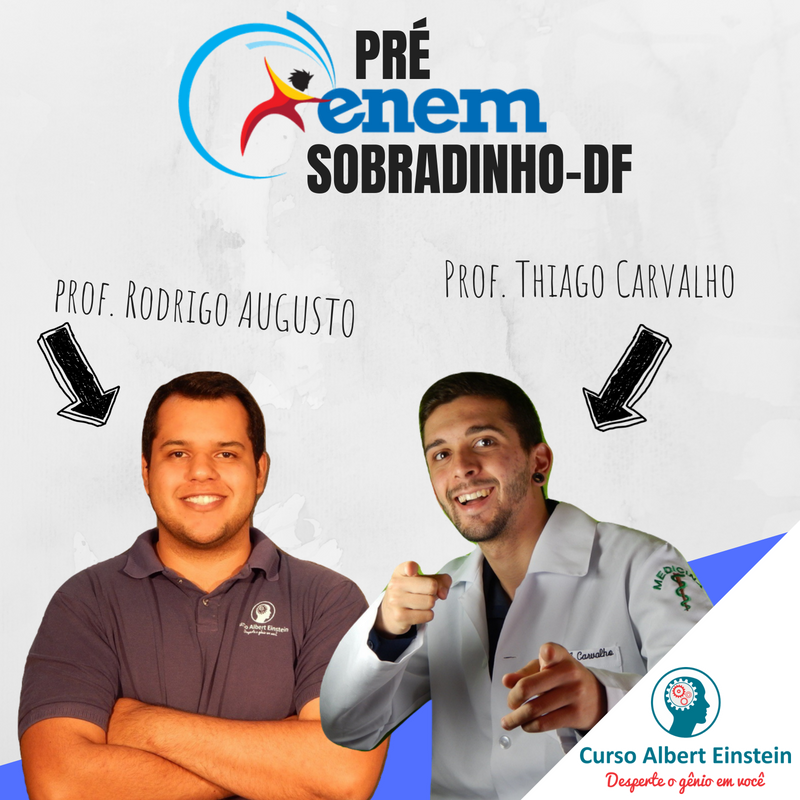 PRÉ
enem
SOBRADINHO-DF
PROF. RODRIGO AUGUSTO
PROF. THIAGO CARVALHO
Albert Einstein
Desperte o gênio em você
MEDICINA
Carvalho
Curso Albert Einstein
Desperte o gênio em você